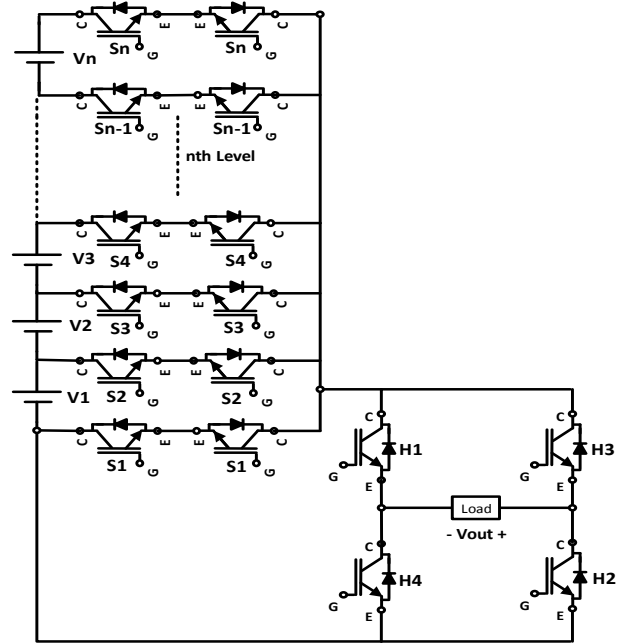 C E E C
Vn Sn G Sn G
C E E C
Sn-1 G Sn-1 G
nth Level
C E E C
V3 S4 G S4 G
C E E C
V2 S3 G S3 G
C E E C
V1 S2 G S2 G
C E E C
S1 G S1 G
C C
H1 H3
G G
E E
Load
- Vout +
C C
H4 H2
G G
E E